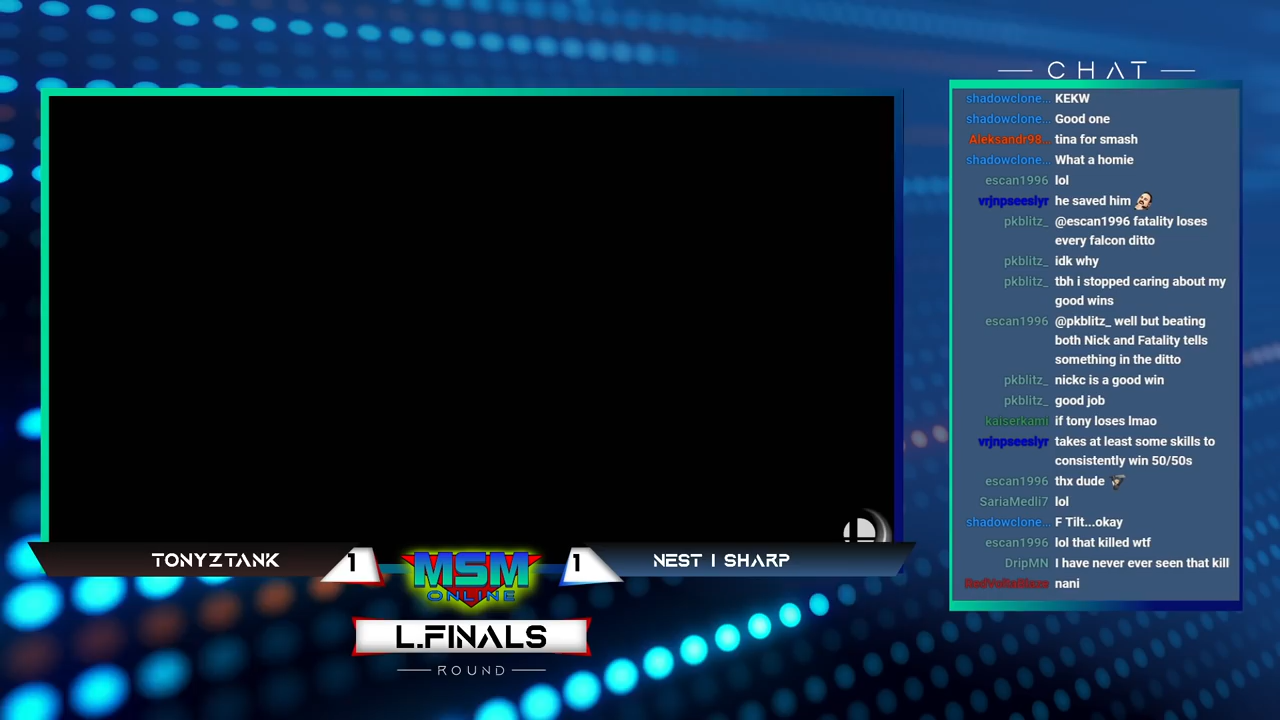 CHAT
shadowclone... KEKW
shadowclone... Good one
Aleksandr98... tina for smash
shadowclone... What a homie
escan1996 lol
vrjnpseeslyr he saved him
pkblitz_ @escan1996 fatality loses
every falcon ditto
pkblitz_ idk why
pkblitz_ tbh i stopped caring about my
good wins
escan1996 @pkblitz_ well but beating
both Nick and Fatality tells
something in the ditto
pkblitz_ nickc is a good win
pkblitz_ good job
kaiserkami if tony loses lmao
vrjnpseeslyr takes at least some skills to
consistently win 50/50s
escan1996 thx dude
SariaMedli7 lol
shadowclone... F Tilt...okay
escan1996 lol that killed wtf
DripMN I have never ever seen that kill
nani
TONYZTANK 1
MSM
ONLINE
1 NEST | SHARP
L.FINALS
ROUND